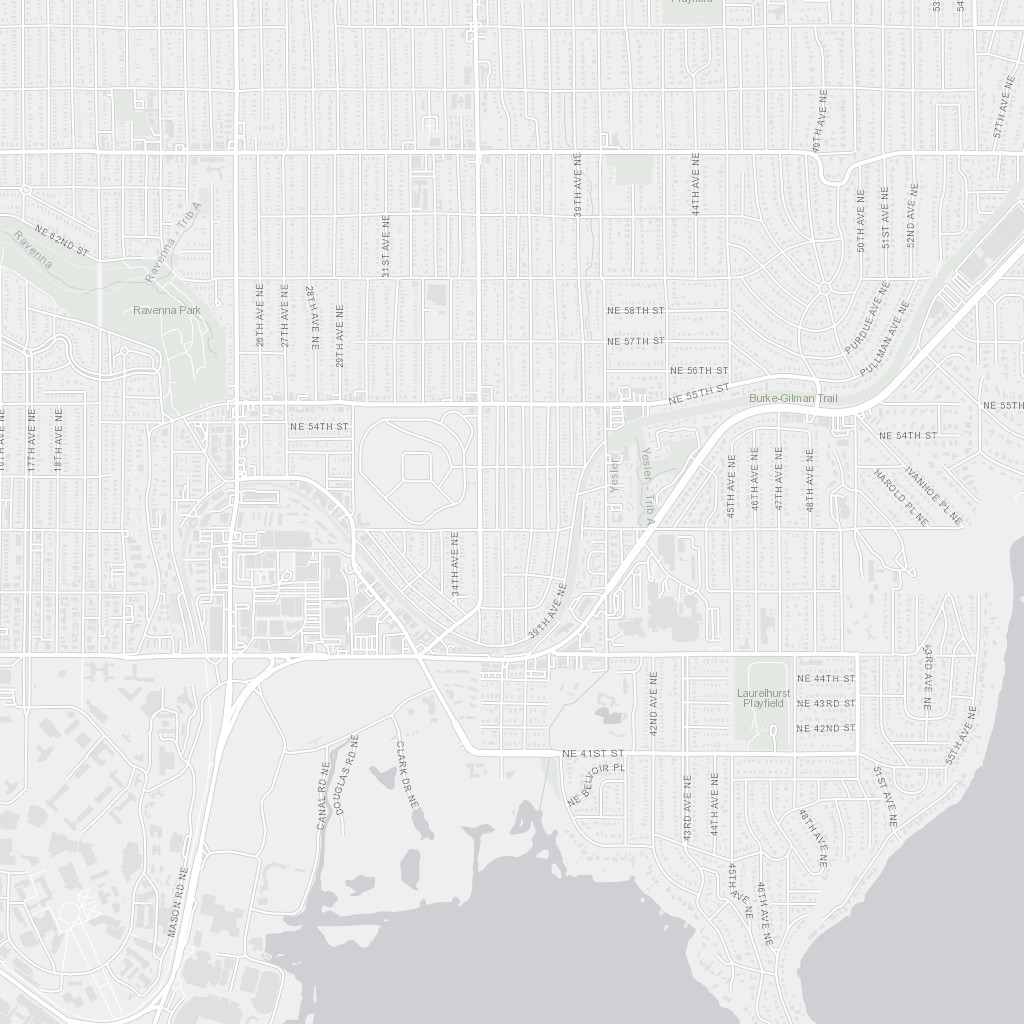 Playfield
53
54
57TH AVE NE
49TH AVE NE
39TH AVE NE
44TH AVE NE
50TH AVE NE
51ST AVE NE
52ND AVE NE
NE 62ND ST
Ravenna
Ravenna - Trib A
31ST AVE NE
Ravenna Park
26TH AVE NE
27TH AVE NE
28TH AVE NE
29TH AVE NE
NE 58TH ST
NE 57TH ST
PURDUE AVE NE
PULLMAN AVE NE
NE 56TH ST
NE 55TH ST
Burke-Gilman Trail
NE 55TH
17TH AVE NE
18TH AVE NE
NE 54TH ST
NE 54TH ST
Yesler
Yesler - Trib A
45TH AVE NE
46TH AVE NE
47TH AVE NE
48TH AVE NE
HAROLD PL NE
IVANHOE PL NE
34TH AVE NE
39TH AVE NE
42ND AVE NE
Laurelhurst
Playfield
NE 44TH ST
NE 43RD ST
NE 42ND ST
53RD AVE NE
55TH AVE NE
NE 41ST ST
NE BELVOIR PL
CANAL RD NE
DOUGLAS RD NE
CLARK DR NE
43RD AVE NE
44TH AVE NE
51ST AVE NE
48TH AVE NE
45TH AVE NE
46TH AVE NE
MASON RD NE